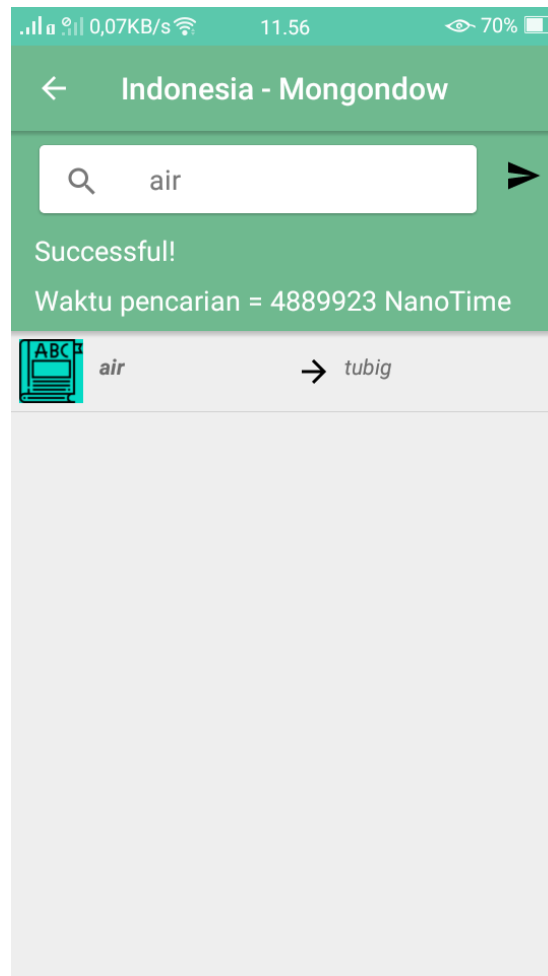 0,07KB/s 11.56 70%
Indonesia - Mongondow
air
Successful!
Waktu pencarian = 4889923 NanoTime
ABC air tubig